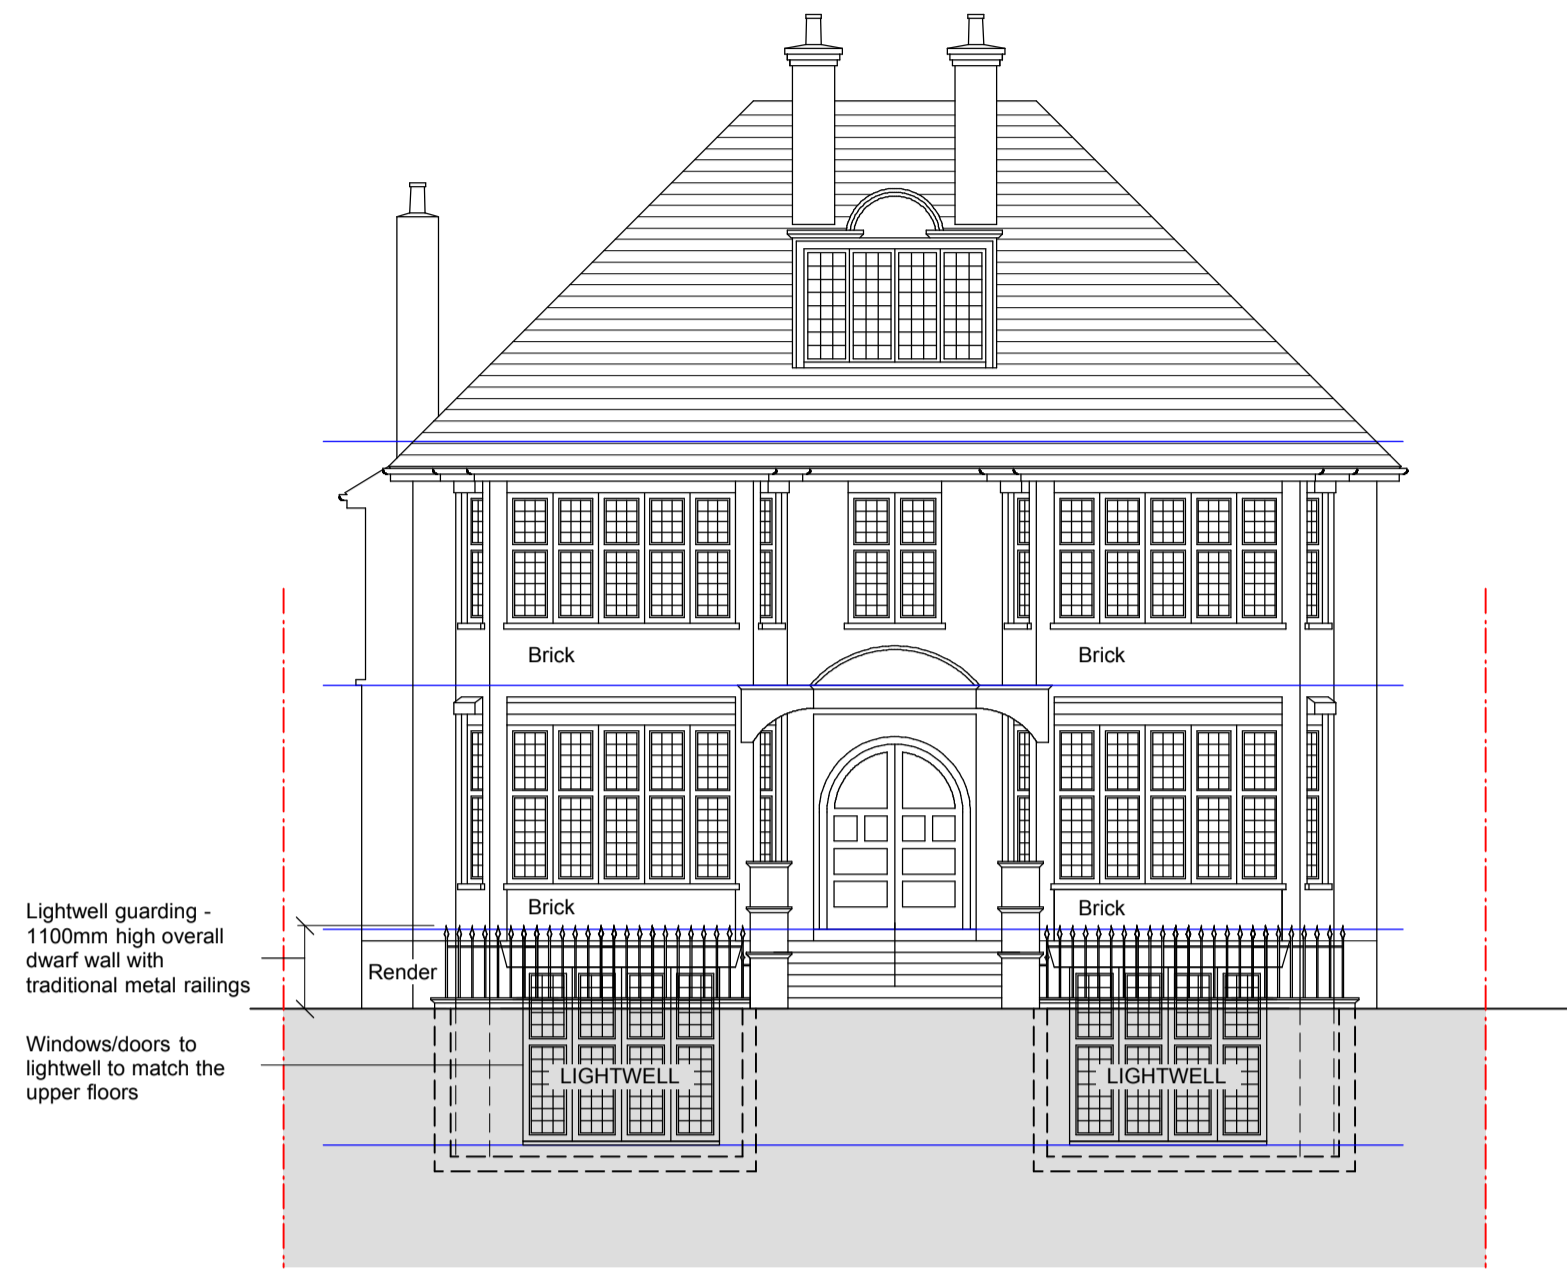 Brick
Brick
Brick
Brick
Lightwell guarding -
1100mm high overall
dwarf wall with
traditional metal railings
Render
Windows/doors to
lightwell to match the
upper floors
LIGHTWELL
LIGHTWELL